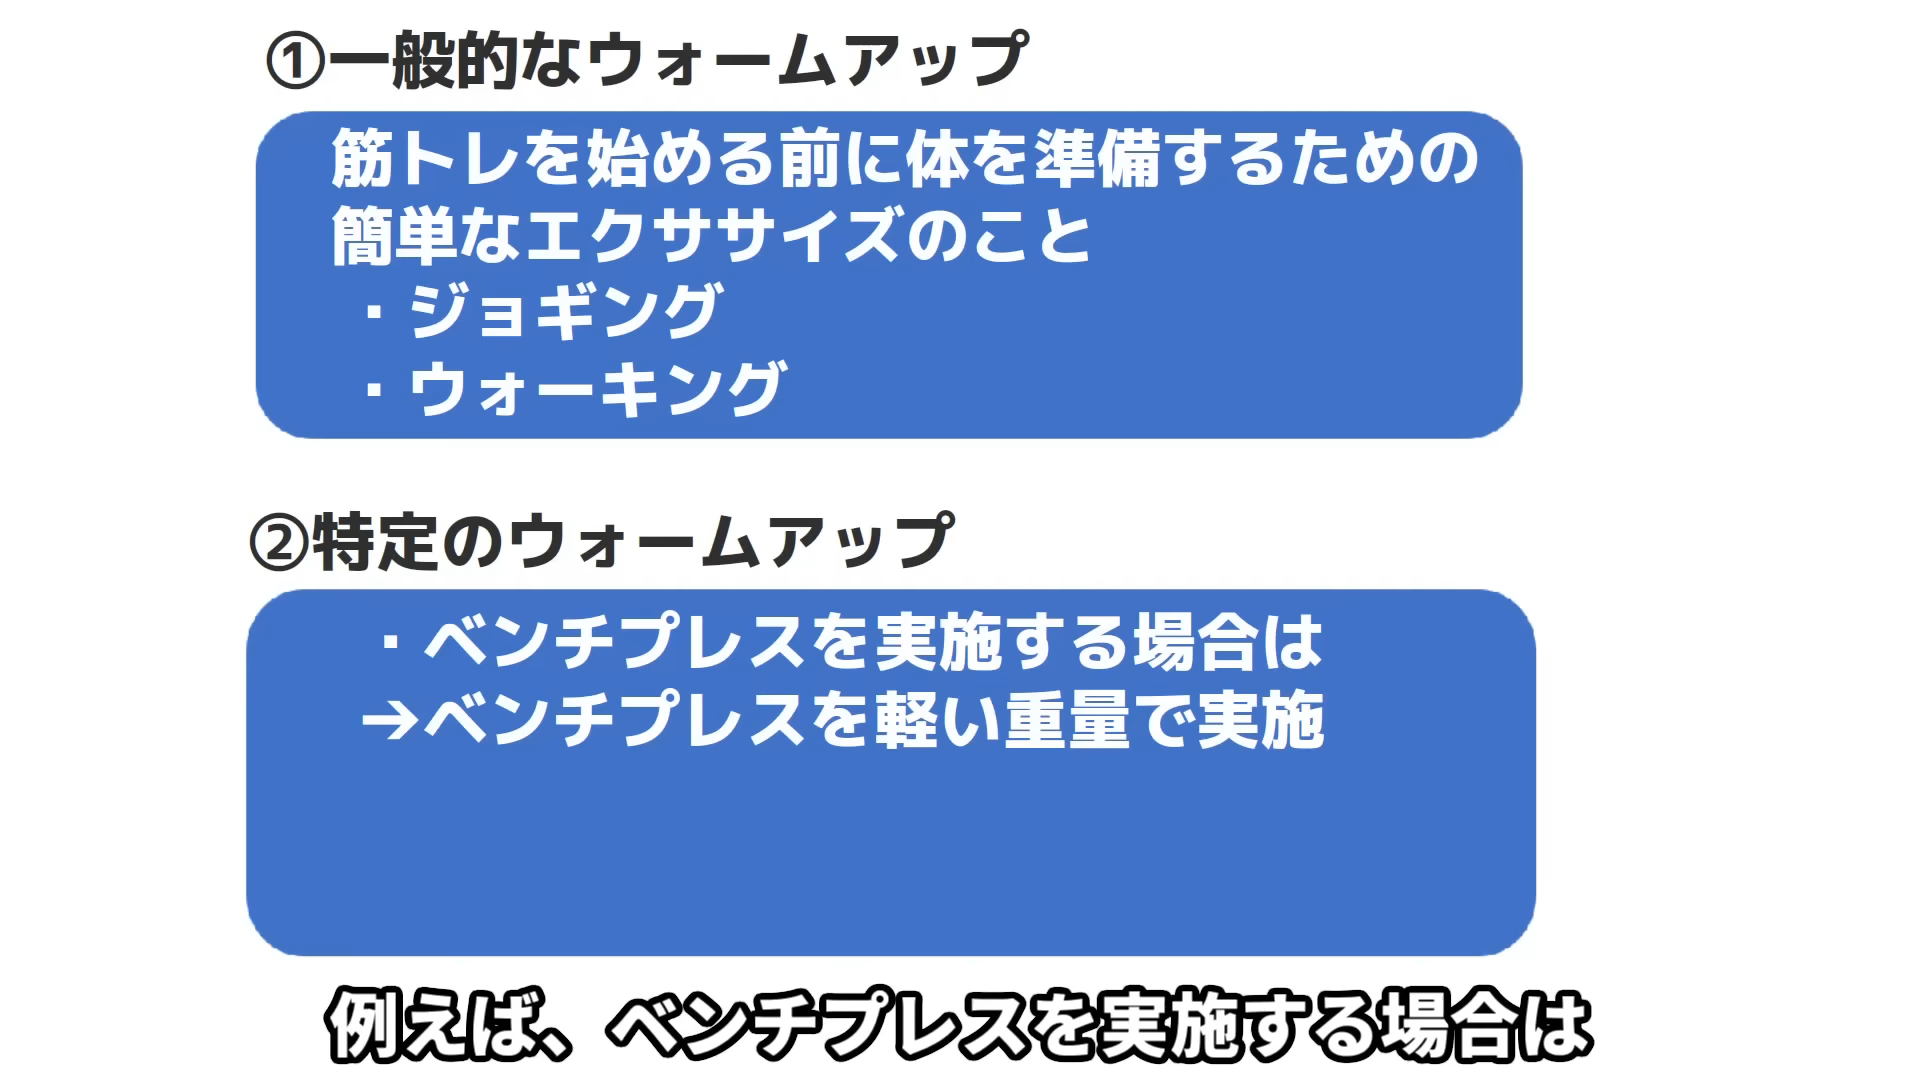 ①一般的なウォームアップ
筋トレを始める前に体を準備するための
簡単なエクササイズのこと
・ジョギング
・ウォーキング
②特定のウォームアップ
・ベンチプレスを実施する場合は
→ベンチプレスを軽い重量で実施
例えば、ベンチプレスを実施する場合は